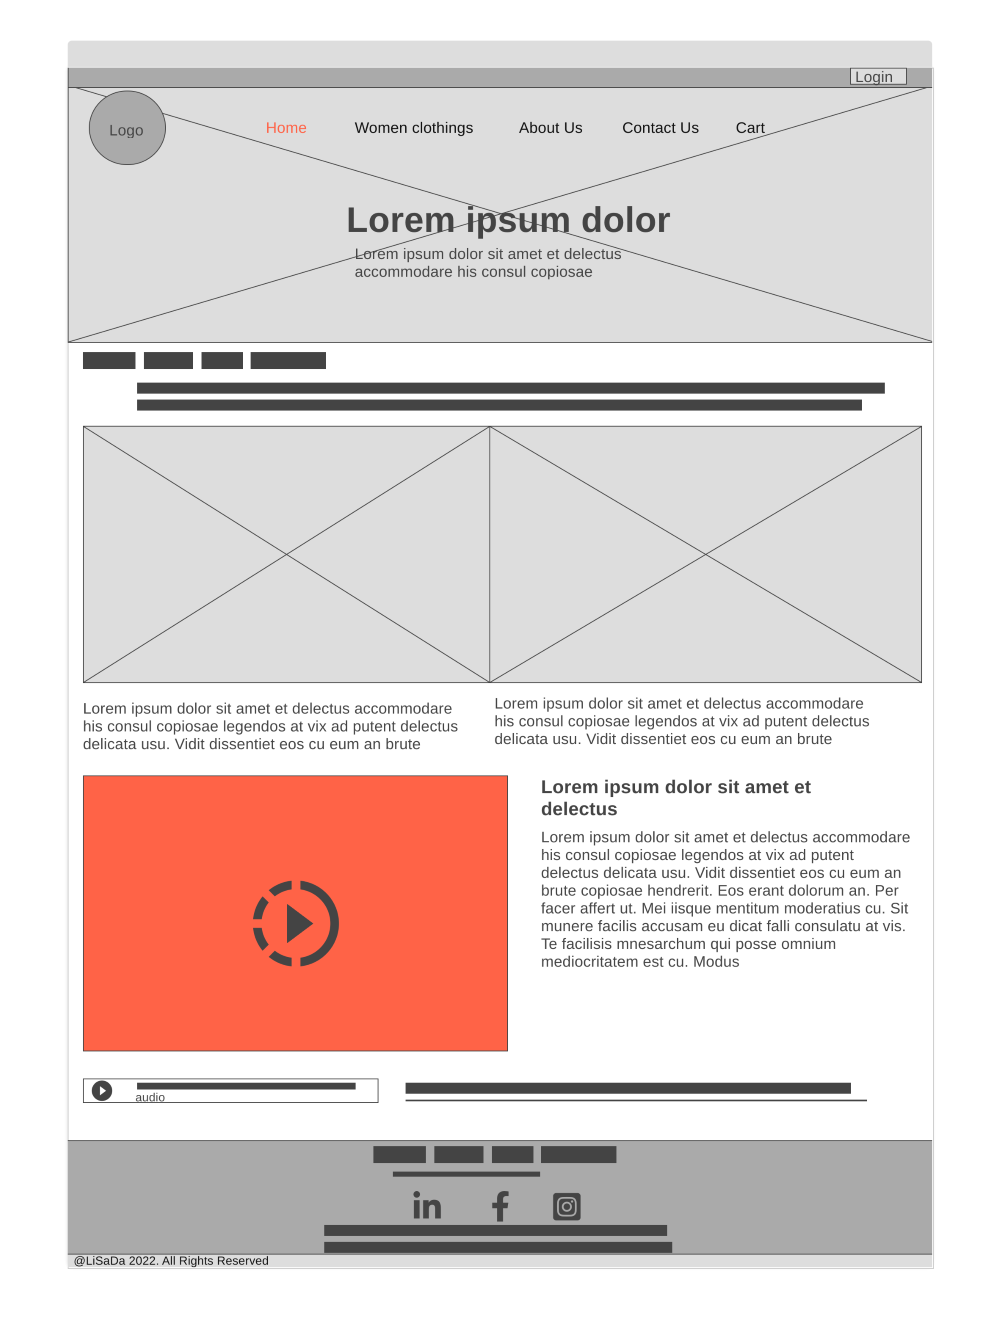 Login
Logo
Home
Women clothings
About Us
Contact Us
Cart
Lorem ipsum dolor
Lorem ipsum dolor sit amet et delectus
accommodare his consul copiosae
Lorem ipsum dolor sit amet et delectus accommodare
his consul copiosae legendos at vix ad putent delectus
delicata usu. Vidit dissentiet eos cu eum an brute
Lorem ipsum dolor sit amet et delectus accommodare
his consul copiosae legendos at vix ad putent delectus
delicata usu. Vidit dissentiet eos cu eum an brute
Lorem ipsum dolor sit amet et
delectus
Lorem ipsum dolor sit amet et delectus accommodare
his consul copiosae legendos at vix ad putent
delectus delicata usu. Vidit dissentiet eos cu eum an
brute copiosae hendrerit. Eos erant dolorum an. Per
facer affert ut. Mei iisque mentitum moderatius cu. Sit
munere facilis accusam eu dicat falli consulatu at vis.
Te facilisis mnesarchum qui posse omnium
mediocritatem est cu. Modus
audio
@LiSaDa 2022. All Rights Reserved